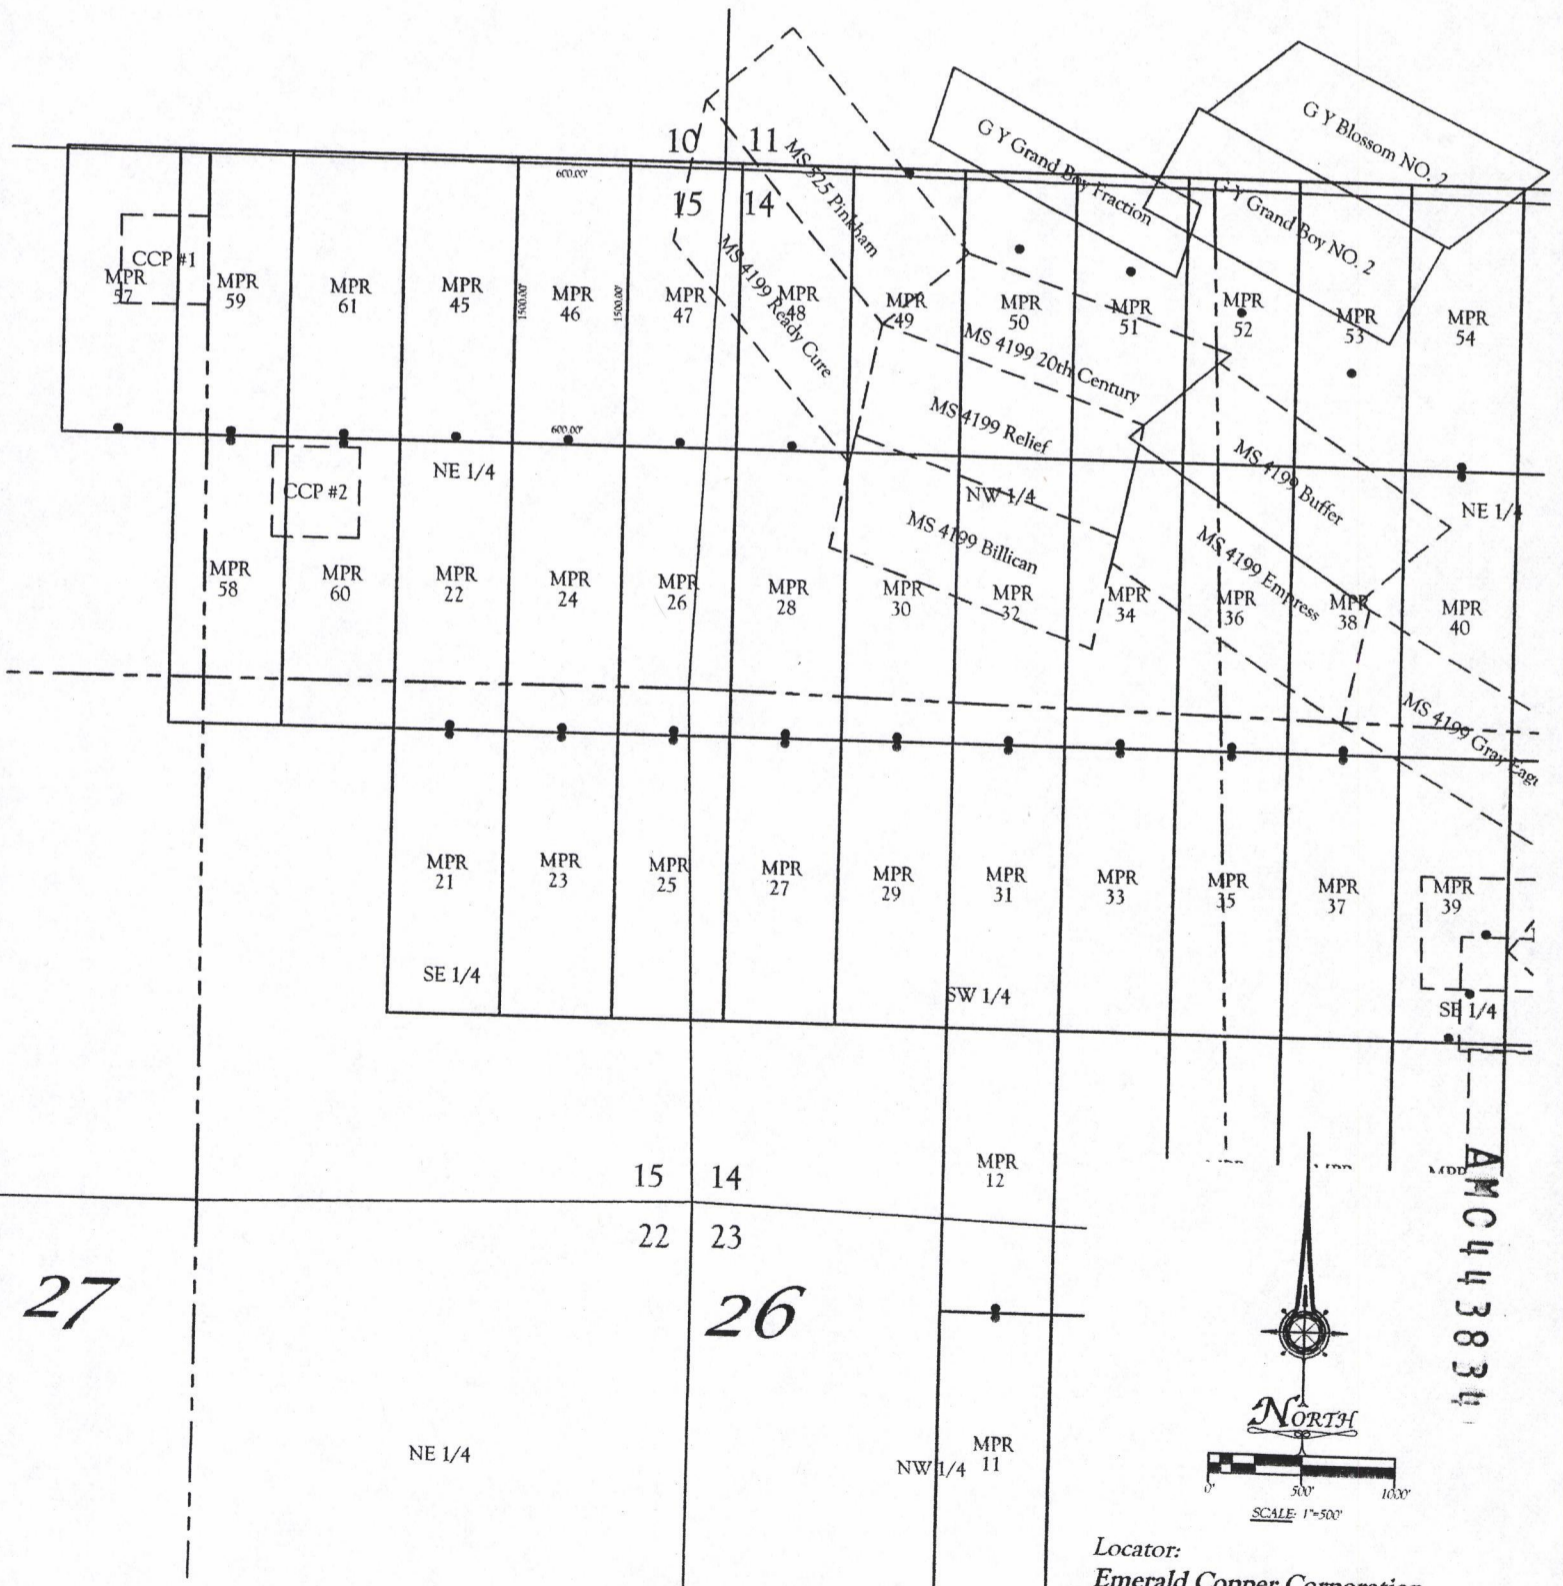 G Y Blossom NO. 2
G Y Grand Boy Fraction
G Y Grand Boy NO. 2
10
11
15
14
MS 825 Pinkham
MS 4199 Ready Cure
600.00'
1500.00'
1500.00'
600.00'
CCP #1
MPR
57
MPR
59
MPR
61
MPR
45
MPR
46
MPR
47
MPR
48
MPR
49
MPR
50
MPR
51
MPR
52
MPR
53
MPR
54
MS 4199 20th Century
MS 4199 Relief
MS 4199 Billican
MS 4199 Buffer
MS 4199 Empress
NE 1/4
NW 1/4
NE 1/4
CCP #2
MPR
58
MPR
60
MPR
22
MPR
24
MPR
26
MPR
28
MPR
30
MPR
32
MPR
34
MPR
36
MPR
38
MPR
40
MS 4199 Gray
MPR
21
MPR
23
MPR
25
MPR
27
MPR
29
MPR
31
MPR
33
MPR
35
MPR
37
MPR
39
SE 1/4
SW 1/4
SE 1/4
MPR
12
15
14
22
23
27
26
AMC443834
NE 1/4
NW 1/4
MPR
11
NORTH
0'
500'
1000'
SCALE: 1"=500'
Locator:
Emerald Copper Corporation